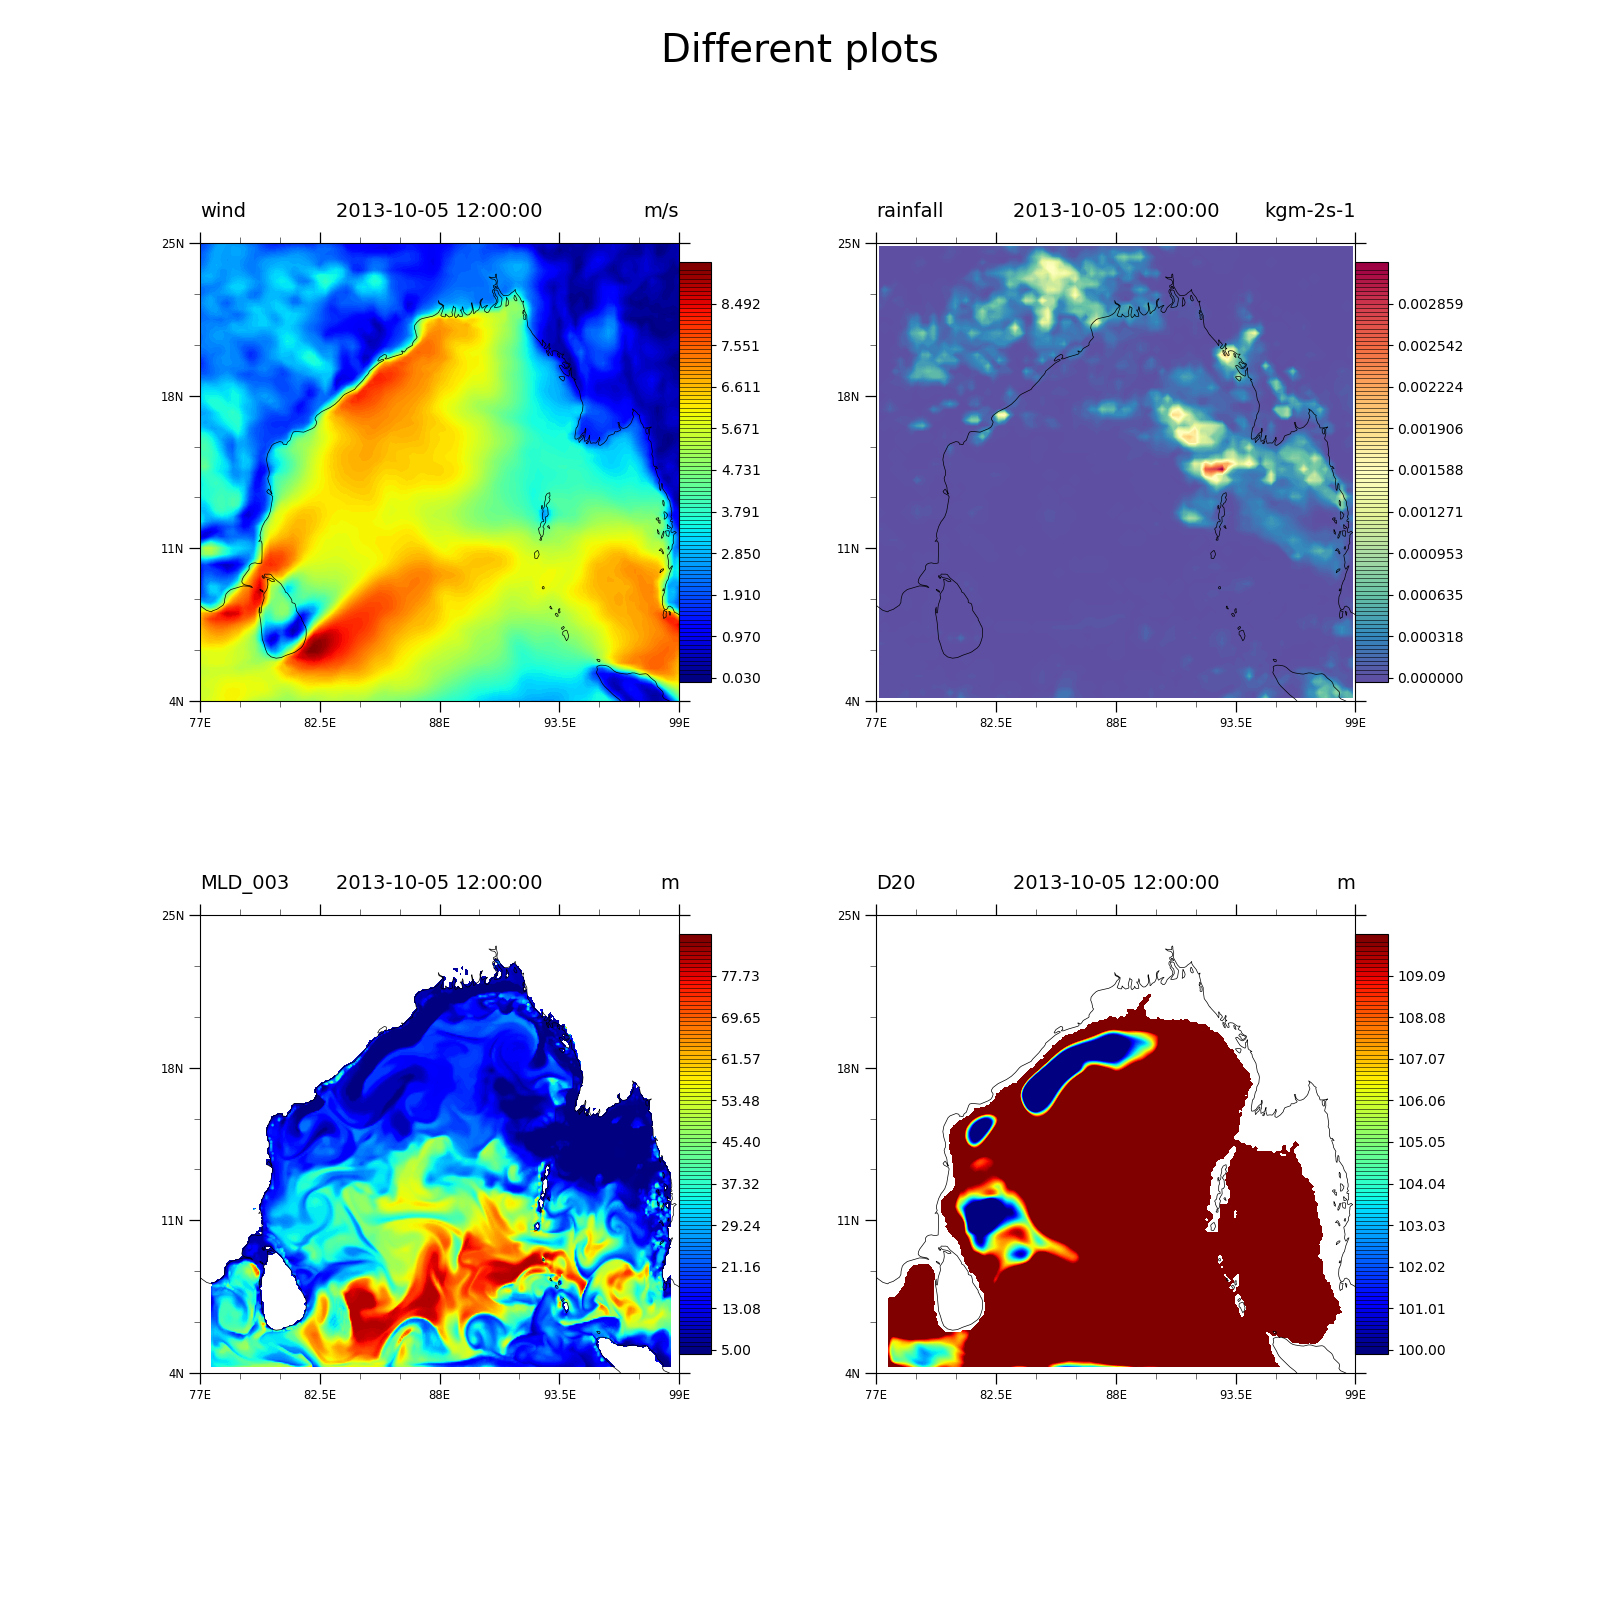 Different plots
wind 2013-10-05 12:00:00 m/s
25N
18N
11N
4N
77E 82.5E 88E 93.5E 99E
8.492
7.551
6.611
5.671
4.731
3.791
2.850
1.910
0.970
0.030
rainfall 2013-10-05 12:00:00 kgm-2s-1
25N
18N
11N
4N
77E 82.5E 88E 93.5E 99E
0.002859
0.002542
0.002224
0.001906
0.001588
0.001271
0.000953
0.000635
0.000318
0.000000
MLD_003 2013-10-05 12:00:00 m
25N
18N
11N
4N
77E 82.5E 88E 93.5E 99E
77.73
69.65
61.57
53.48
45.40
37.32
29.24
21.16
13.08
5.00
D20 2013-10-05 12:00:00 m
25N
18N
11N
4N
77E 82.5E 88E 93.5E 99E
109.09
108.08
107.07
106.06
105.05
104.04
103.03
102.02
101.01
100.00